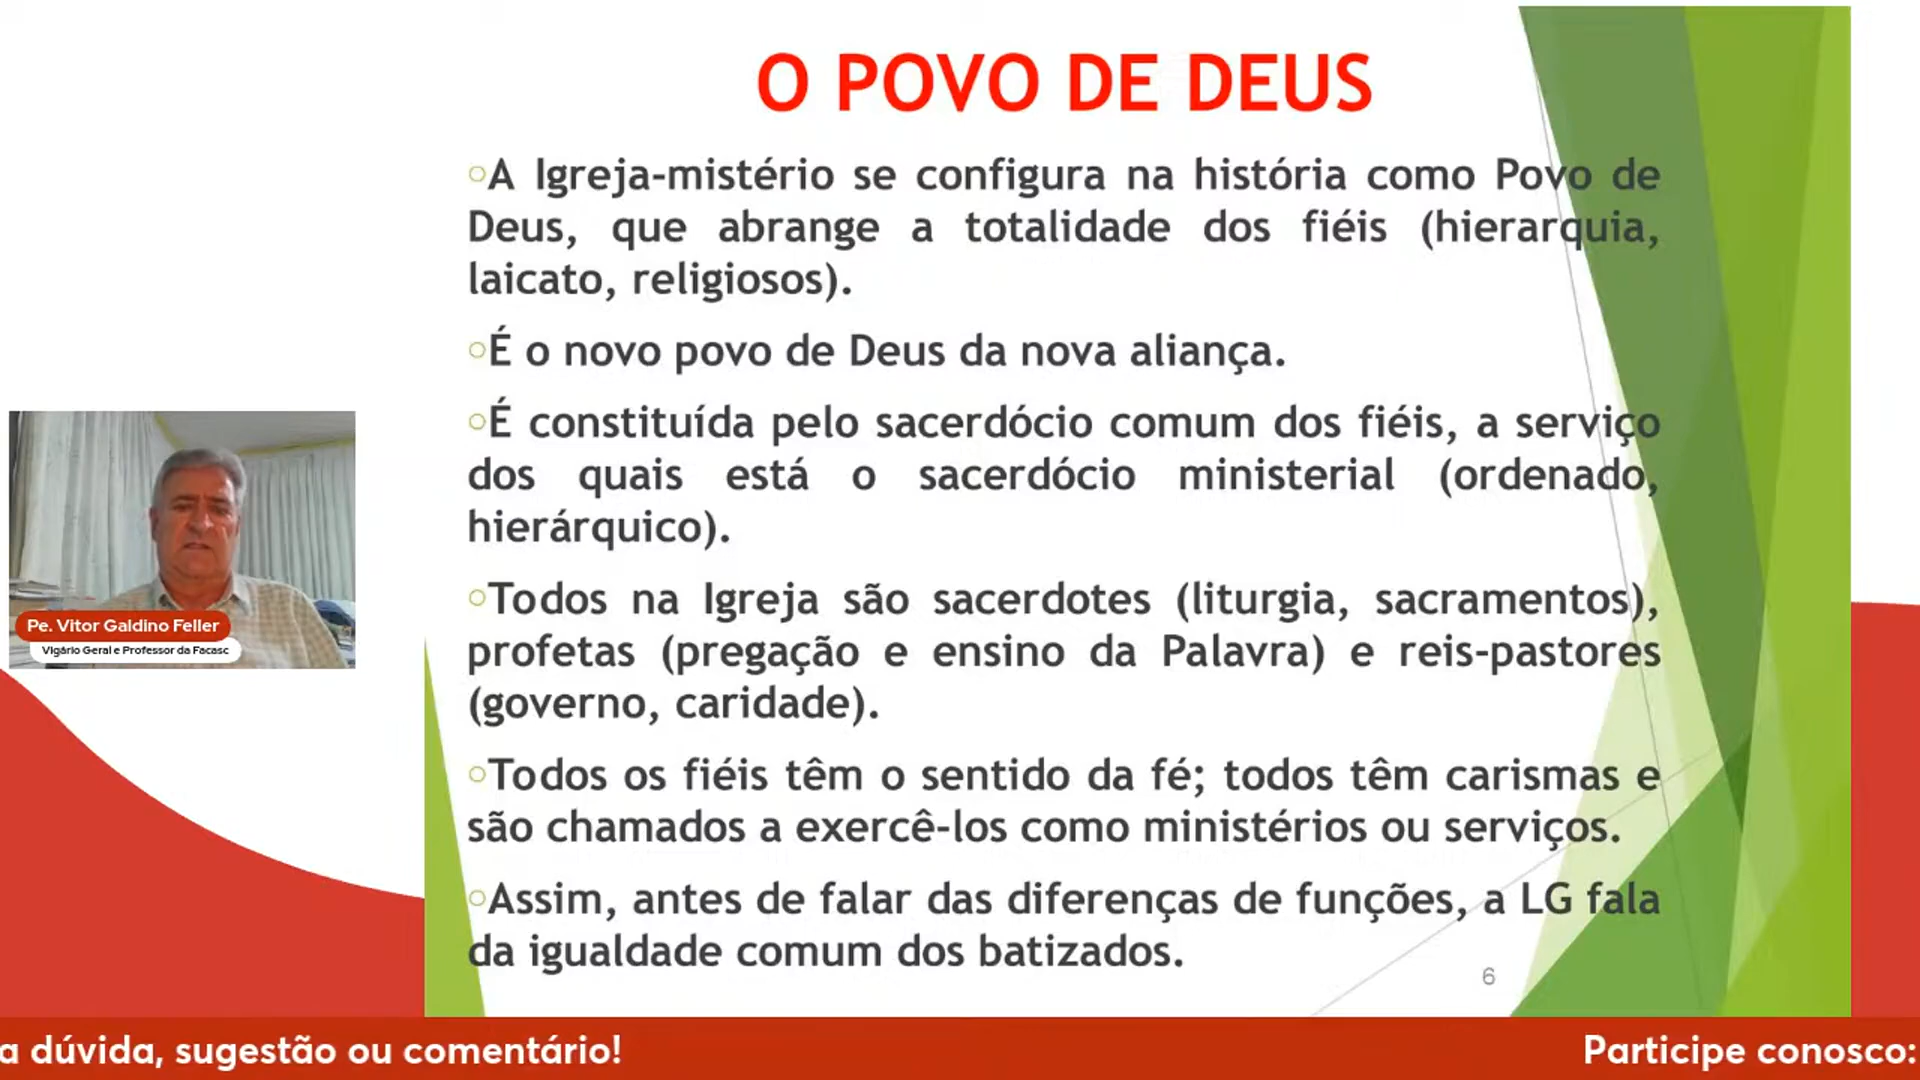 O POVO DE DEUS
A Igreja-mistério se configura na história como Povo de
Deus, que abrange a totalidade dos fiéis (hierarquia,
laicato, religiosos).
É o novo povo de Deus da nova aliança.
É constituída pelo sacerdócio comum dos fiéis, a serviço
dos quais está o sacerdócio ministerial (ordenado,
hierárquico).
Todos na Igreja são sacerdotes (liturgia, sacramentos),
profetas (pregação e ensino da Palavra) e reis-pastores
(governo, caridade).
Todos os fiéis têm o sentido da fé; todos têm carismas e
são chamados a exercê-los como ministérios ou serviços.
Assim, antes de falar das diferenças de funções, a LG fala
da igualdade comum dos batizados.
6
Pe. Vitor Galdino Feller
Vigário Geral e Professor da Facasc
a dúvida, sugestão ou comentário!
Participe conosco: